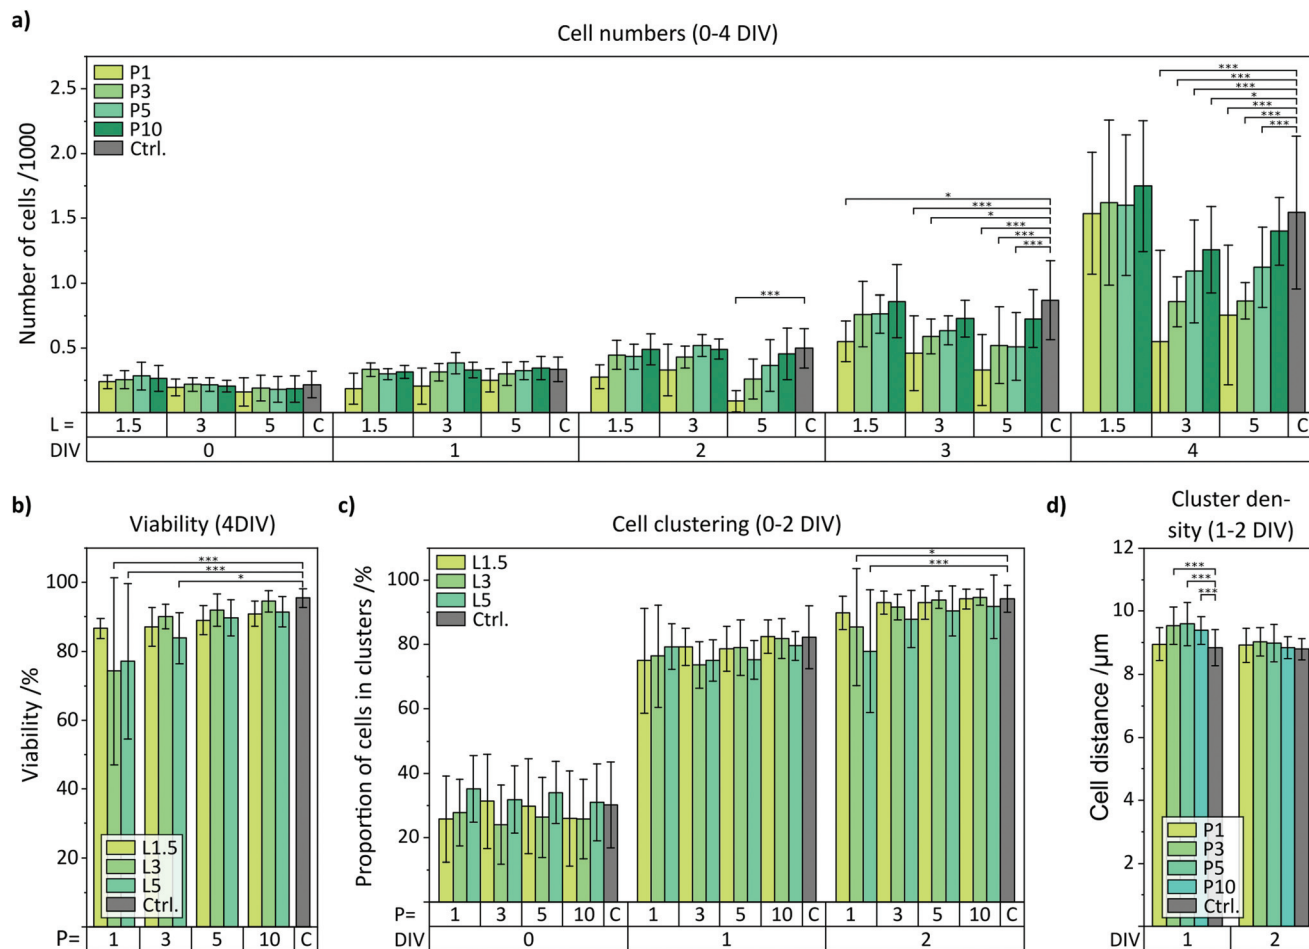 a)
Cell numbers (0-4 DIV)
Number of cells /1000
2.5
2.0
1.5
1.0
0.5
P1
P3
P5
P10
Ctrl.
***
*
***
*
***
***
***
***
***
***
*
***
***
***
L = 1.5 3 5 C 1.5 3 5 C 1.5 3 5 C 1.5 3 5 C 1.5 3 5 C
DIV 0 1 2 3 4
b)
Viability (4DIV)
Viability /%
100
80
60
40
20
***
***
*
L1.5
L3
L5
Ctrl.
P= 1 3 5 10 C
c)
Cell clustering (0-2 DIV)
Proportion of cells in clusters /%
100
80
60
40
20
L1.5
L3
L5
Ctrl.
*
***
P= 1 3 5 10 C 1 3 5 10 C 1 3 5 10 C
DIV 0 1 2
d)
Cluster den-
sity (1-2 DIV)
Cell distance /µm
12
10
8
6
4
2
***
***
***
P1
P3
P5
P10
Ctrl.
DIV 1 2